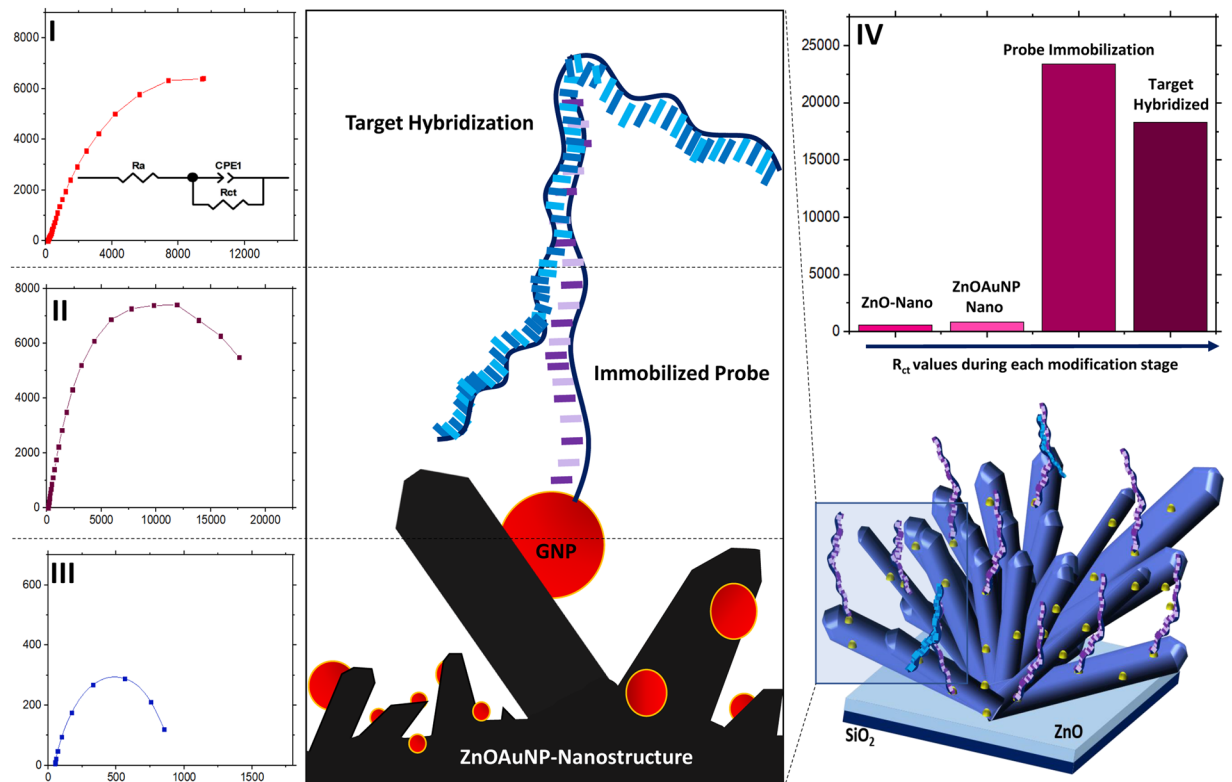 I
8000
6000
4000
2000
0
0
4000
8000
12000
Ra
CPE1
Rct
II
8000
6000
4000
2000
0
0
5000
10000
15000
20000
III
600
400
200
0
0
500
1000
1500
Target Hybridization
Immobilized Probe
GNP
ZnOAuNP-Nanostructure
IV
25000
22500
17500
15000
10000
5000
0
Probe Immobilization
Target
Hybridized
ZnO-Nano
ZnOAuNP
Nano
Rct values during each modification stage
SiO2
ZnO